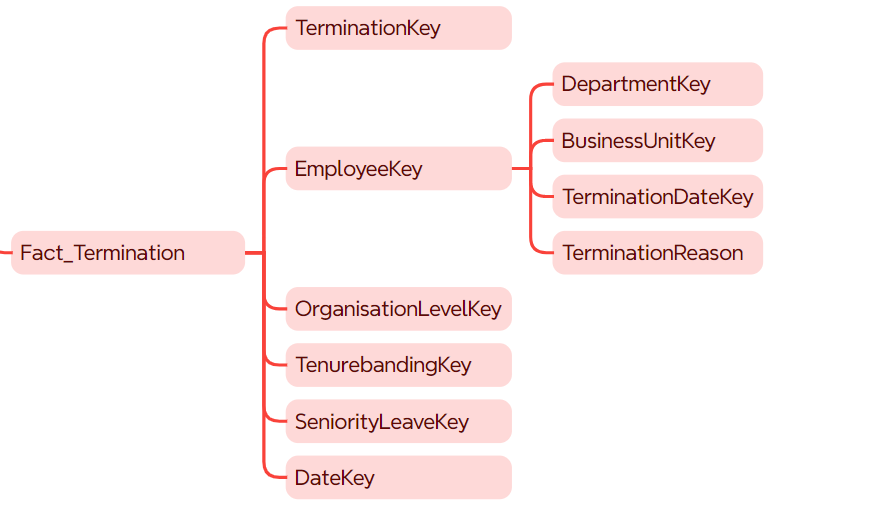 Fact_Termination
TerminationKey
EmployeeKey
DepartmentKey
BusinessUnitKey
TerminationDateKey
TerminationReason
OrganisationLevelKey
TenurebandingKey
SeniorityLeaveKey
DateKey